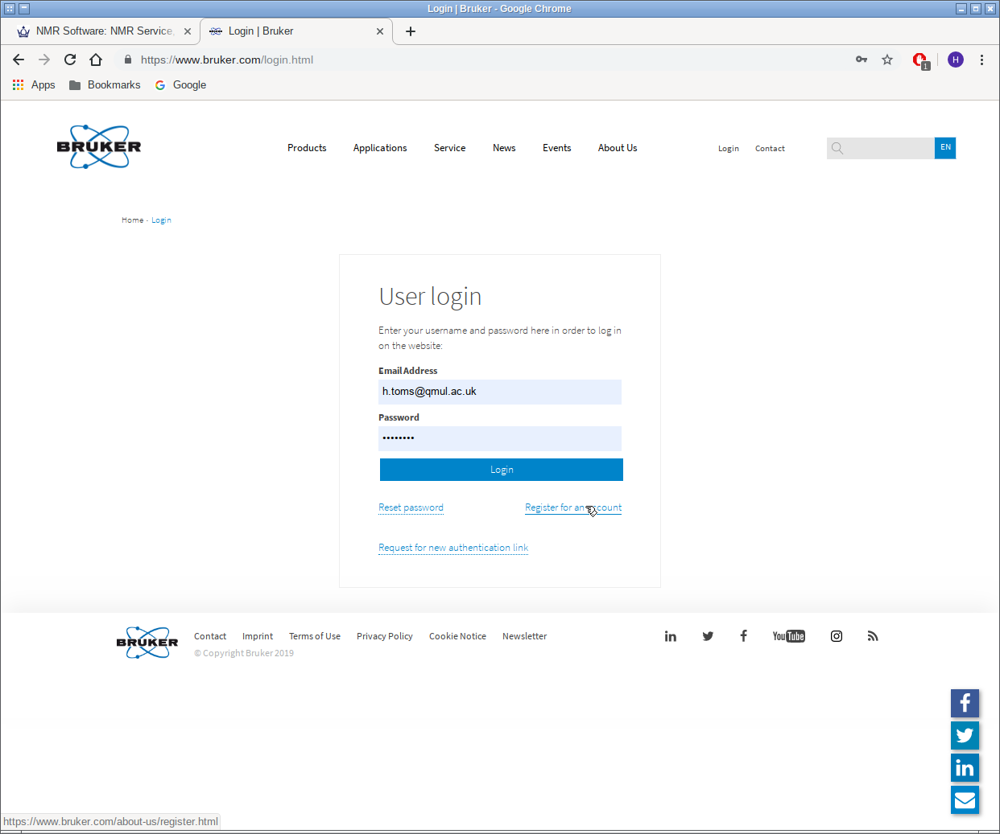 Login | Bruker - Google Chrome
NMR Software: NMR Service,
Login | Bruker
https://www.bruker.com/login.html
1
H
Apps
Bookmarks
Google
BRUKER
Products
Applications
Service
News
Events
About Us
Login
Contact
EN
Home - Login
User login
Enter your username and password here in order to log in
on the website:
Email Address
h.toms@qmul.ac.uk
Password
••••••••
Login
Reset password
Register for an account
Request for new authentication link
BRUKER
Contact
Imprint
Terms of Use
Privacy Policy
Cookie Notice
Newsletter
in
f
YouTube
© Copyright Bruker 2019
f
in
https://www.bruker.com/about-us/register.html